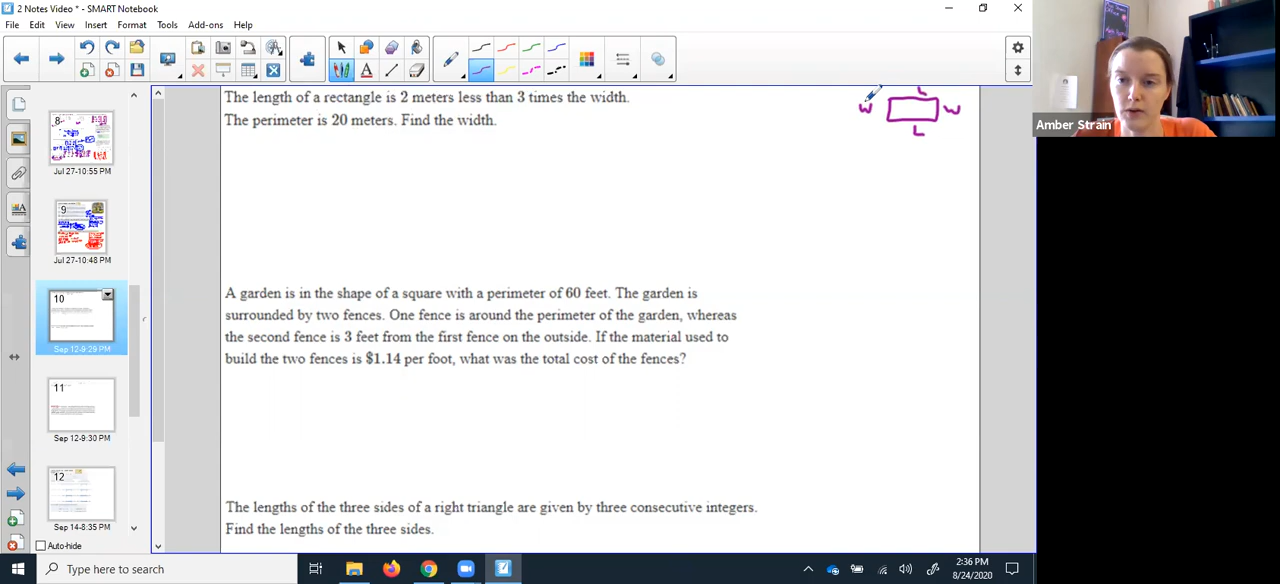 2 Notes Video * - SMART Notebook
File Edit View Insert Format Tools Add-ons Help
Amber Strain
The length of a rectangle is 2 meters less than 3 times the width.
The perimeter is 20 meters. Find the width.
L
W W
L
A garden is in the shape of a square with a perimeter of 60 feet. The garden is
surrounded by two fences. One fence is around the perimeter of the garden, whereas
the second fence is 3 feet from the first fence on the outside. If the material used to
build the two fences is $1.14 per foot, what was the total cost of the fences?
The lengths of the three sides of a right triangle are given by three consecutive integers.
Find the lengths of the three sides.
8
Jul 27-10:55 PM
9
Jul 27-10:48 PM
10
Sep 12-9:29 PM
11
Sep 12-9:30 PM
12
Sep 14-8:35 PM
Auto-hide
Type here to search
2:36 PM
8/24/2020